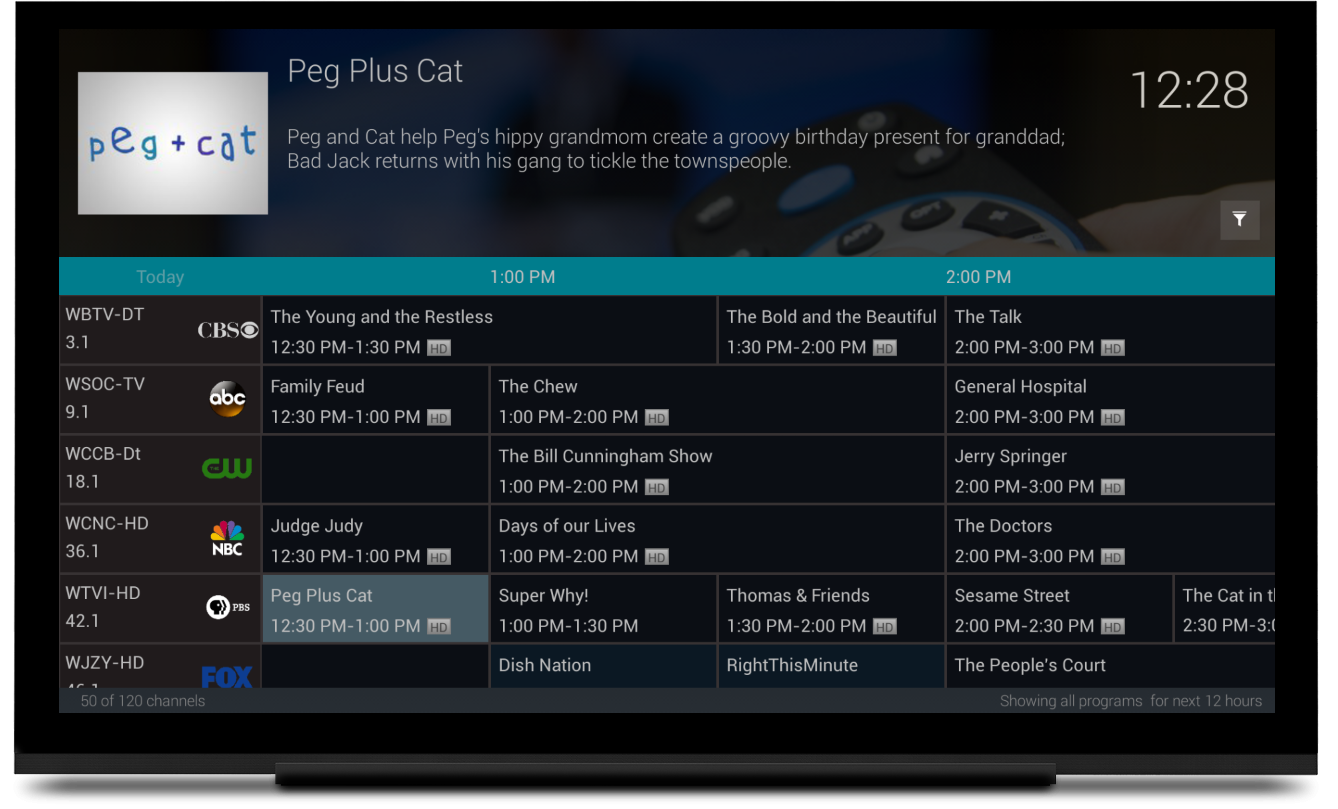 Peg Plus Cat
12:28
peg + cat
Peg and Cat help Peg's hippy grandmom create a groovy birthday present for granddad;
Bad Jack returns with his gang to tickle the townspeople.
APP OPT
Today 1:00 PM 2:00 PM
WBTV-DT
3.1
CBS
The Young and the Restless
12:30 PM-1:30 PM HD
The Bold and the Beautiful
1:30 PM-2:00 PM HD
The Talk
2:00 PM-3:00 PM HD
WSOC-TV
9.1
abc
Family Feud
12:30 PM-1:00 PM HD
The Chew
1:00 PM-2:00 PM HD
General Hospital
2:00 PM-3:00 PM HD
WCCB-Dt
18.1
CW
The Bill Cunningham Show
1:00 PM-2:00 PM HD
Jerry Springer
2:00 PM-3:00 PM HD
WCNC-HD
36.1
NBC
Judge Judy
12:30 PM-1:00 PM HD
Days of our Lives
1:00 PM-2:00 PM HD
The Doctors
2:00 PM-3:00 PM HD
WTVI-HD
42.1
PBS
Peg Plus Cat
12:30 PM-1:00 PM HD
Super Why!
1:00 PM-1:30 PM
Thomas & Friends
1:30 PM-2:00 PM HD
Sesame Street
2:00 PM-2:30 PM HD
The Cat in
2:30 PM
WJZY-HD
FOX
Dish Nation
RightThisMinute
The People's Court
50 of 120 channels
Showing all programs for next 12 hours